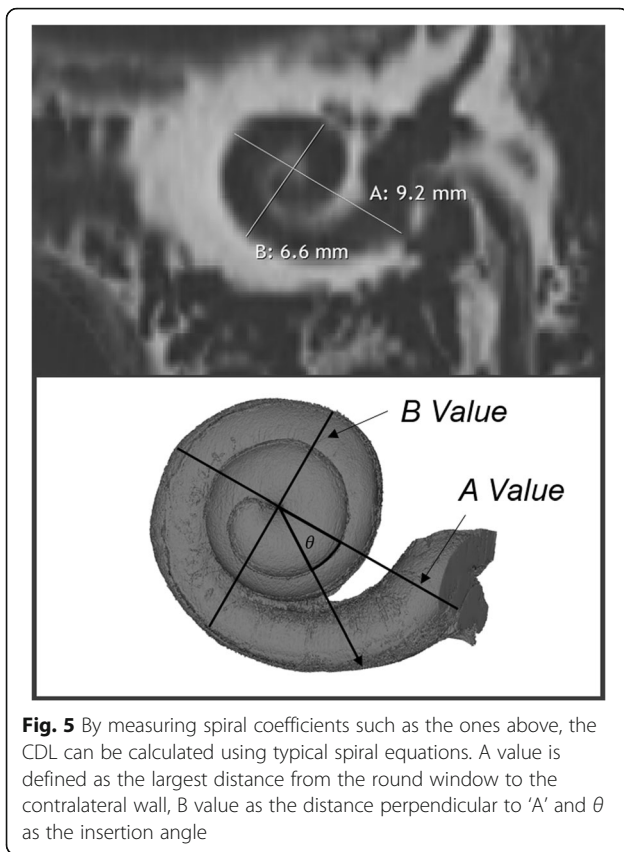 A: 9.2 mm
B: 6.6 mm
B Value
A Value
θ
Fig. 5 By measuring spiral coefficients such as the ones above, the
CDL can be calculated using typical spiral equations. A value is
defined as the largest distance from the round window to the
contralateral wall, B value as the distance perpendicular to ‘A’ and θ
as the insertion angle